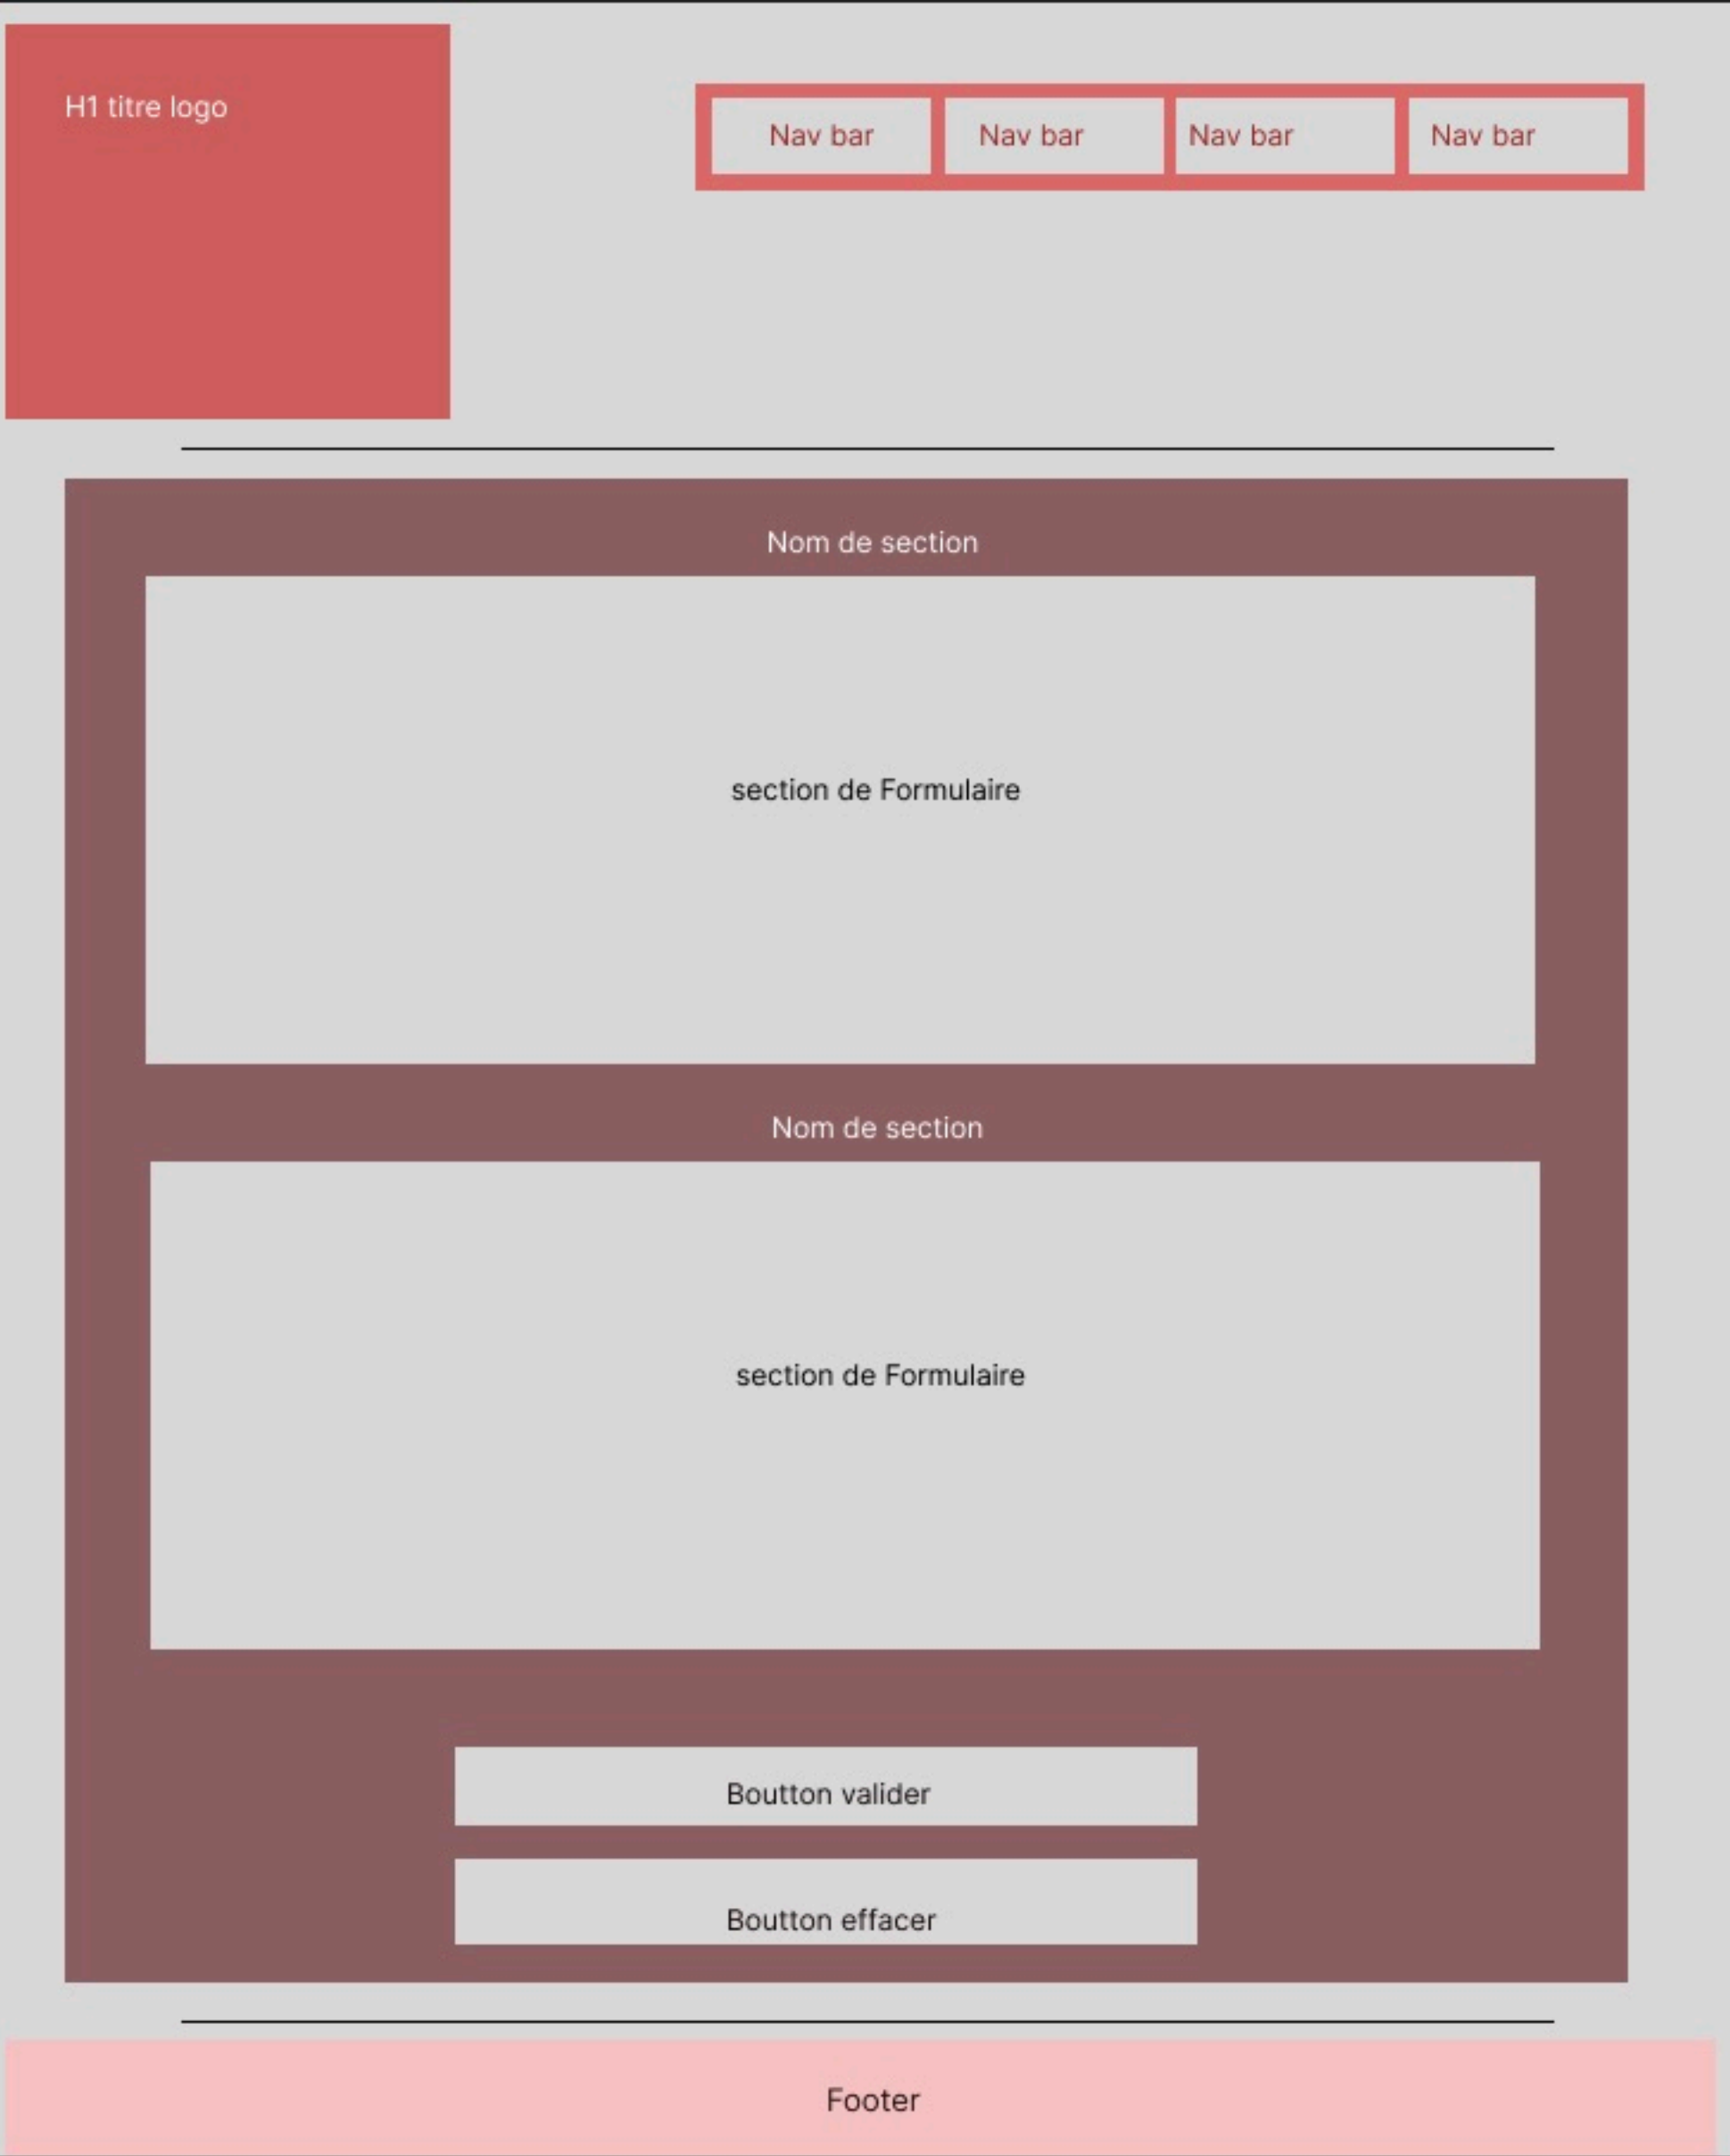 H1 titre logo
Nav bar
Nav bar
Nav bar
Nav bar
Nom de section
section de Formulaire
Nom de section
section de Formulaire
Boutton valider
Boutton effacer
Footer